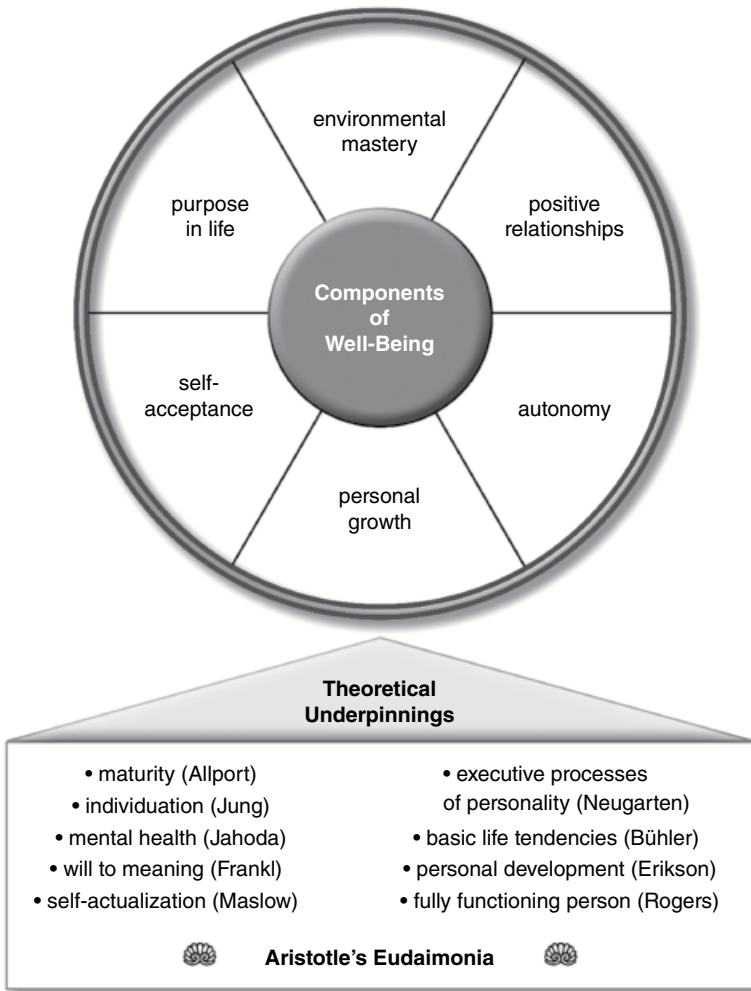 environmental
mastery
purpose
in life
positive
relationships
Components
of
Well-Being
self-
acceptance
autonomy
personal
growth
Theoretical
Underpinnings
• maturity (Allport)
• individuation (Jung)
• mental health (Jahoda)
• will to meaning (Frankl)
• self-actualization (Maslow)
• executive processes
of personality (Neugarten)
• basic life tendencies (Bühler)
• personal development (Erikson)
• fully functioning person (Rogers)
Aristotle's Eudaimonia